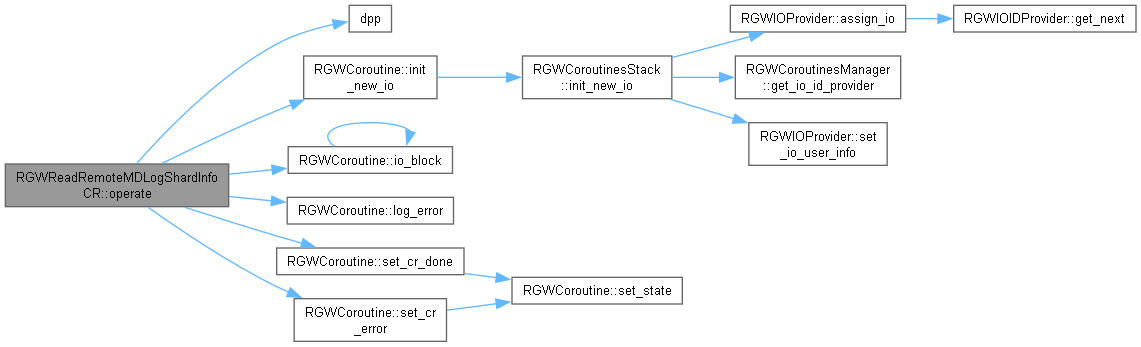 RGWReadRemoteMDLogShardInfo
CR::operate
dpp
RGWCoroutine::init
_new_io
RGWCoroutine::io_block
RGWCoroutine::log_error
RGWCoroutine::set_cr_done
RGWCoroutine::set_cr
_error
RGWCoroutinesStack
::init_new_io
RGWCoroutine::set_state
RGWIOProvider::assign_io
RGWCoroutinesManager
::get_io_id_provider
RGWIOProvider::set
_io_user_info
RGWIOIDProvider::get_next